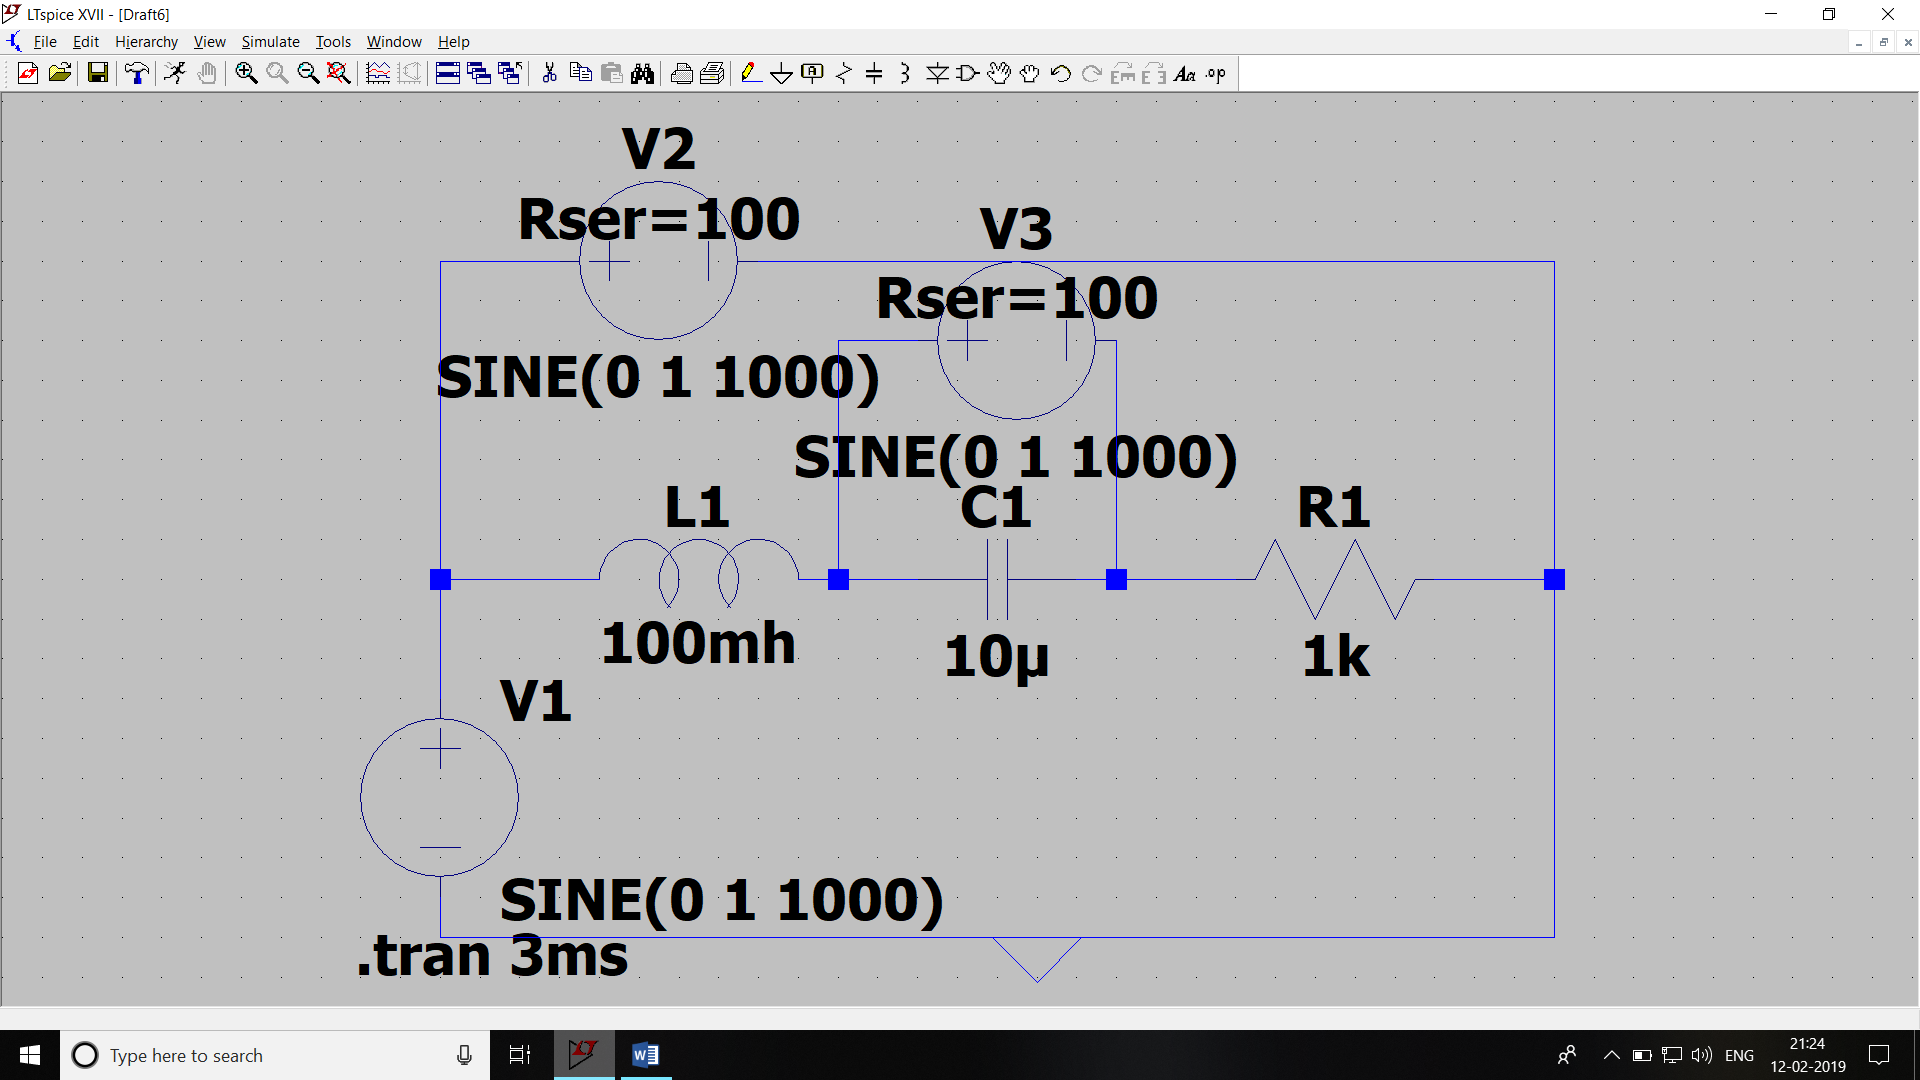 LTspice XVII - [Draft6]
File Edit Hierarchy View Simulate Tools Window Help
Aa .op
V2
Rser=100
V3
Rser=100
SINE(0 1 1000)
SINE(0 1 1000)
L1
C1
R1
100mh
10µ
1k
V1
SINE(0 1 1000)
.tran 3ms
Type here to search
ENG
21:24
12-02-2019